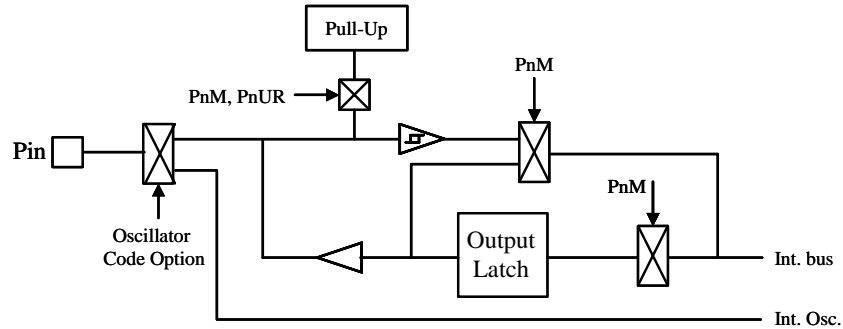 Pull-Up
PnM
PnM, PnUR
Pin
PnM
Oscillator
Code Option
Output
Latch
Int. bus
Int. Osc.